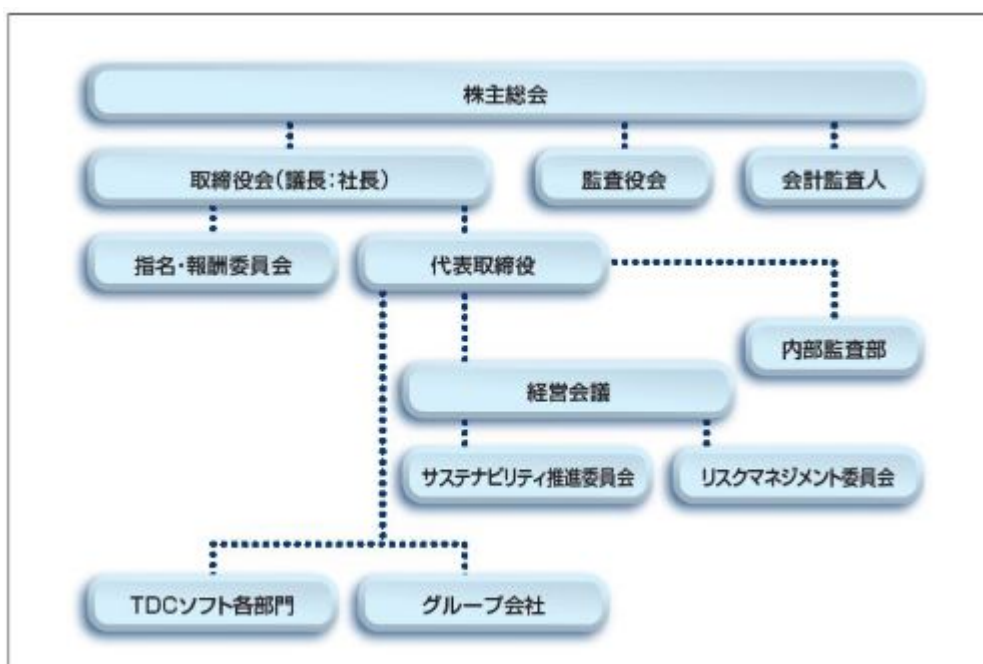 株主総会
取締役会(議長:社長)
監査役会
会計監査人
指名・報酬委員会
代表取締役
内部監査部
経営会議
サステナビリティ推進委員会
リスクマネジメント委員会
TDCソフト各部門
グループ会社